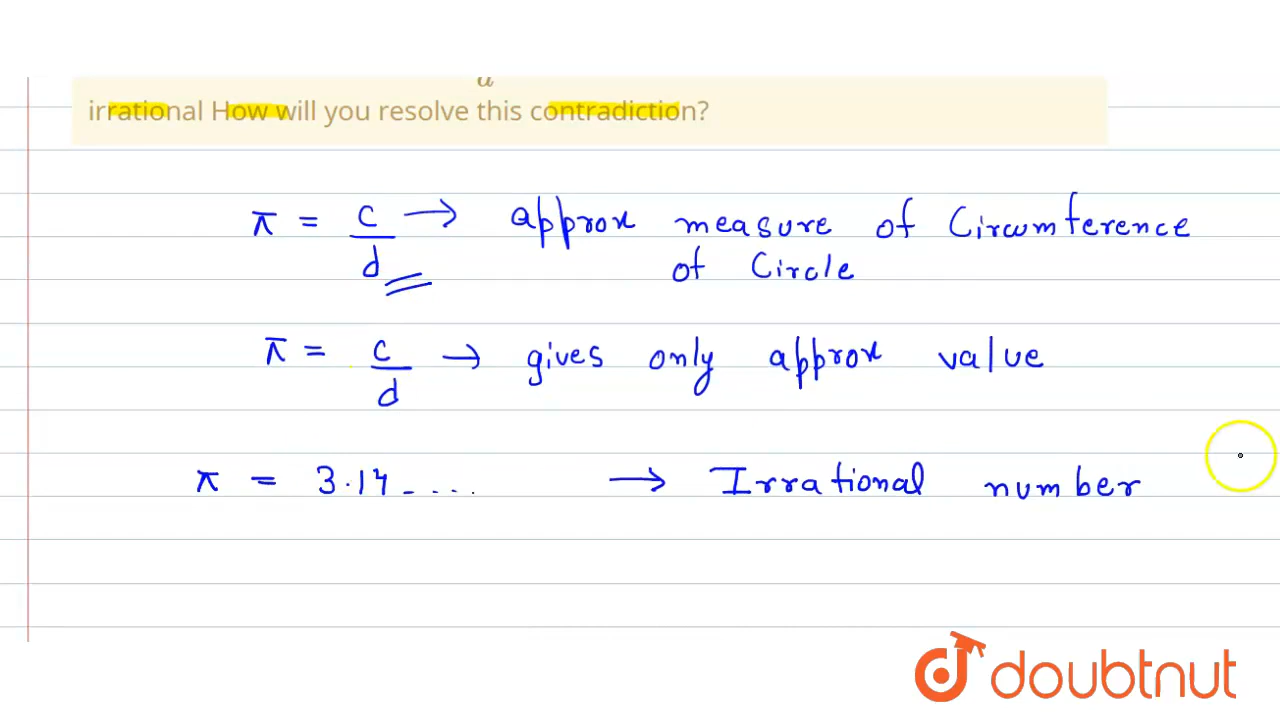 d
irrational How will you resolve this contradiction?
π = c/d → approx measure of Circumference
of Circle
π = c/d → gives only approx value
π = 3.14 - .... → Irrational number
doubtnut